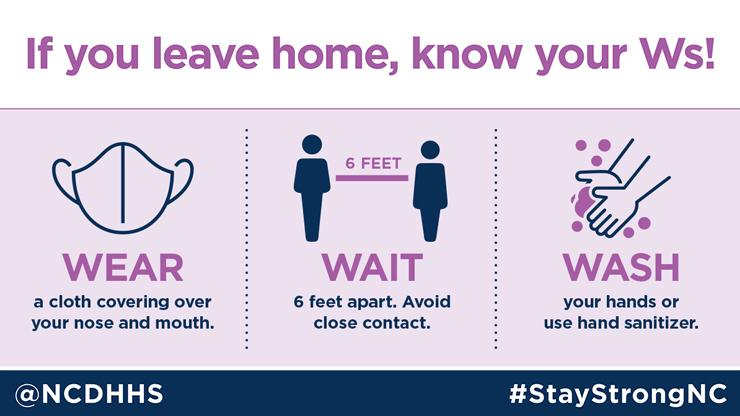 If you leave home, know your Ws!
6 FEET
WEAR
a cloth covering over
your nose and mouth.
WAIT
6 feet apart. Avoid
close contact.
WASH
your hands or
use hand sanitizer.
@NCDHHS
#StayStrongNC